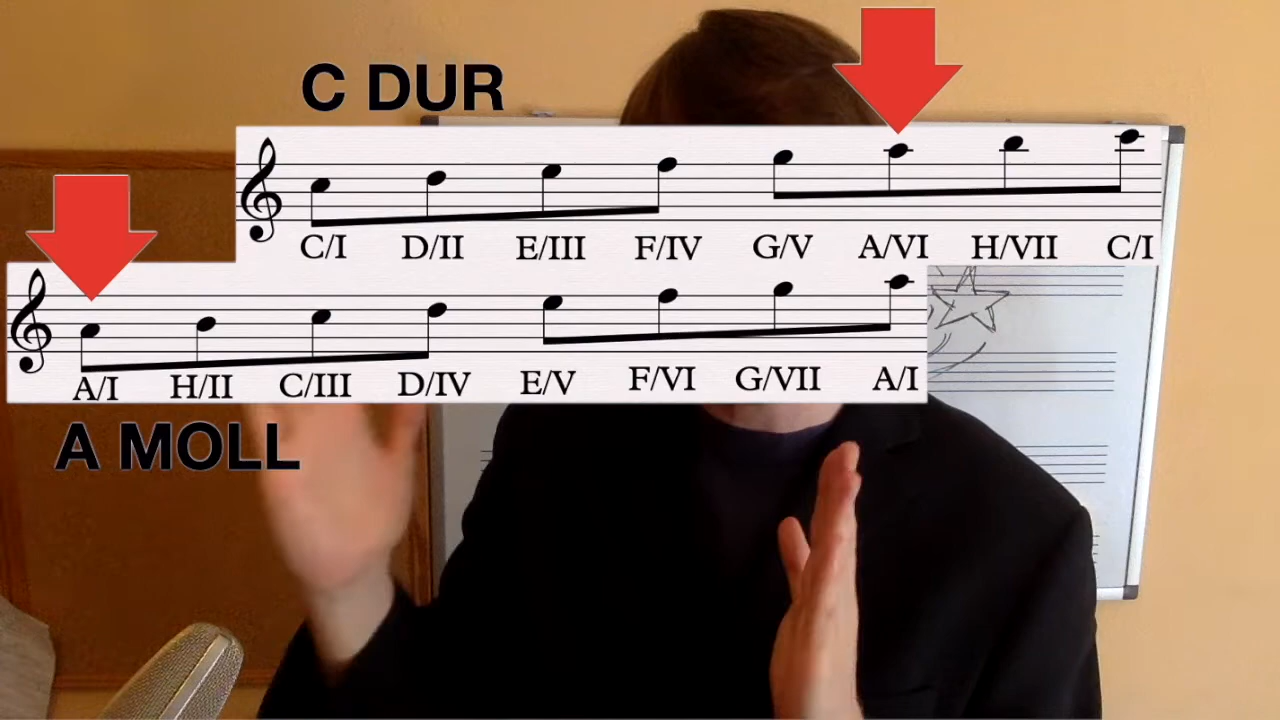 C DUR
C/I D/II E/III F/IV G/V A/VI H/VII C/I
A/I H/II C/III D/IV E/V F/VI G/VII A/I
A MOLL